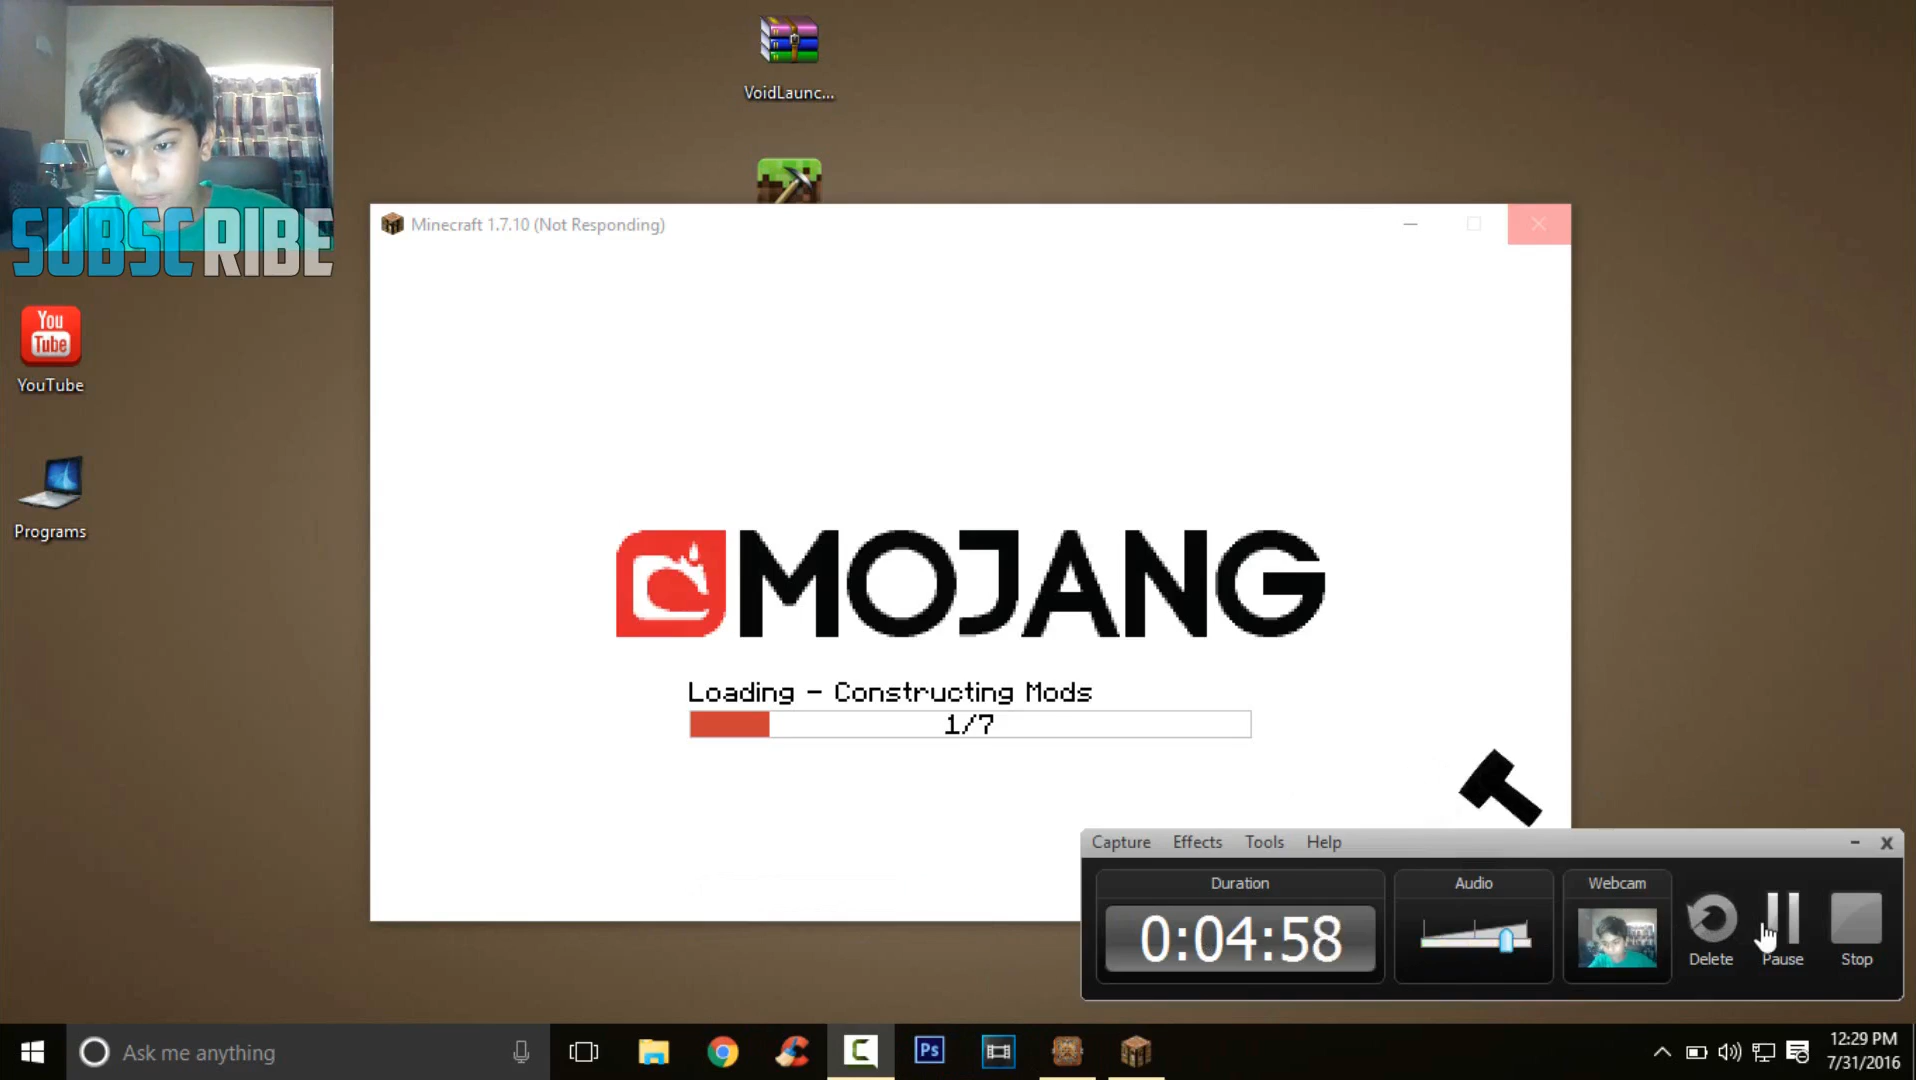 VoidLaunc...
Minecraft 1.7.10 (Not Responding)
SUBSCRIBE
You
Tube
YouTube
Programs
MOJANG
Loading - Constructing Mods
1/7
Capture Effects Tools Help
Duration
Audio
Webcam
0:04:58
Delete
Pause
Stop
Ask me anything
Ps
12:29 PM
7/31/2016